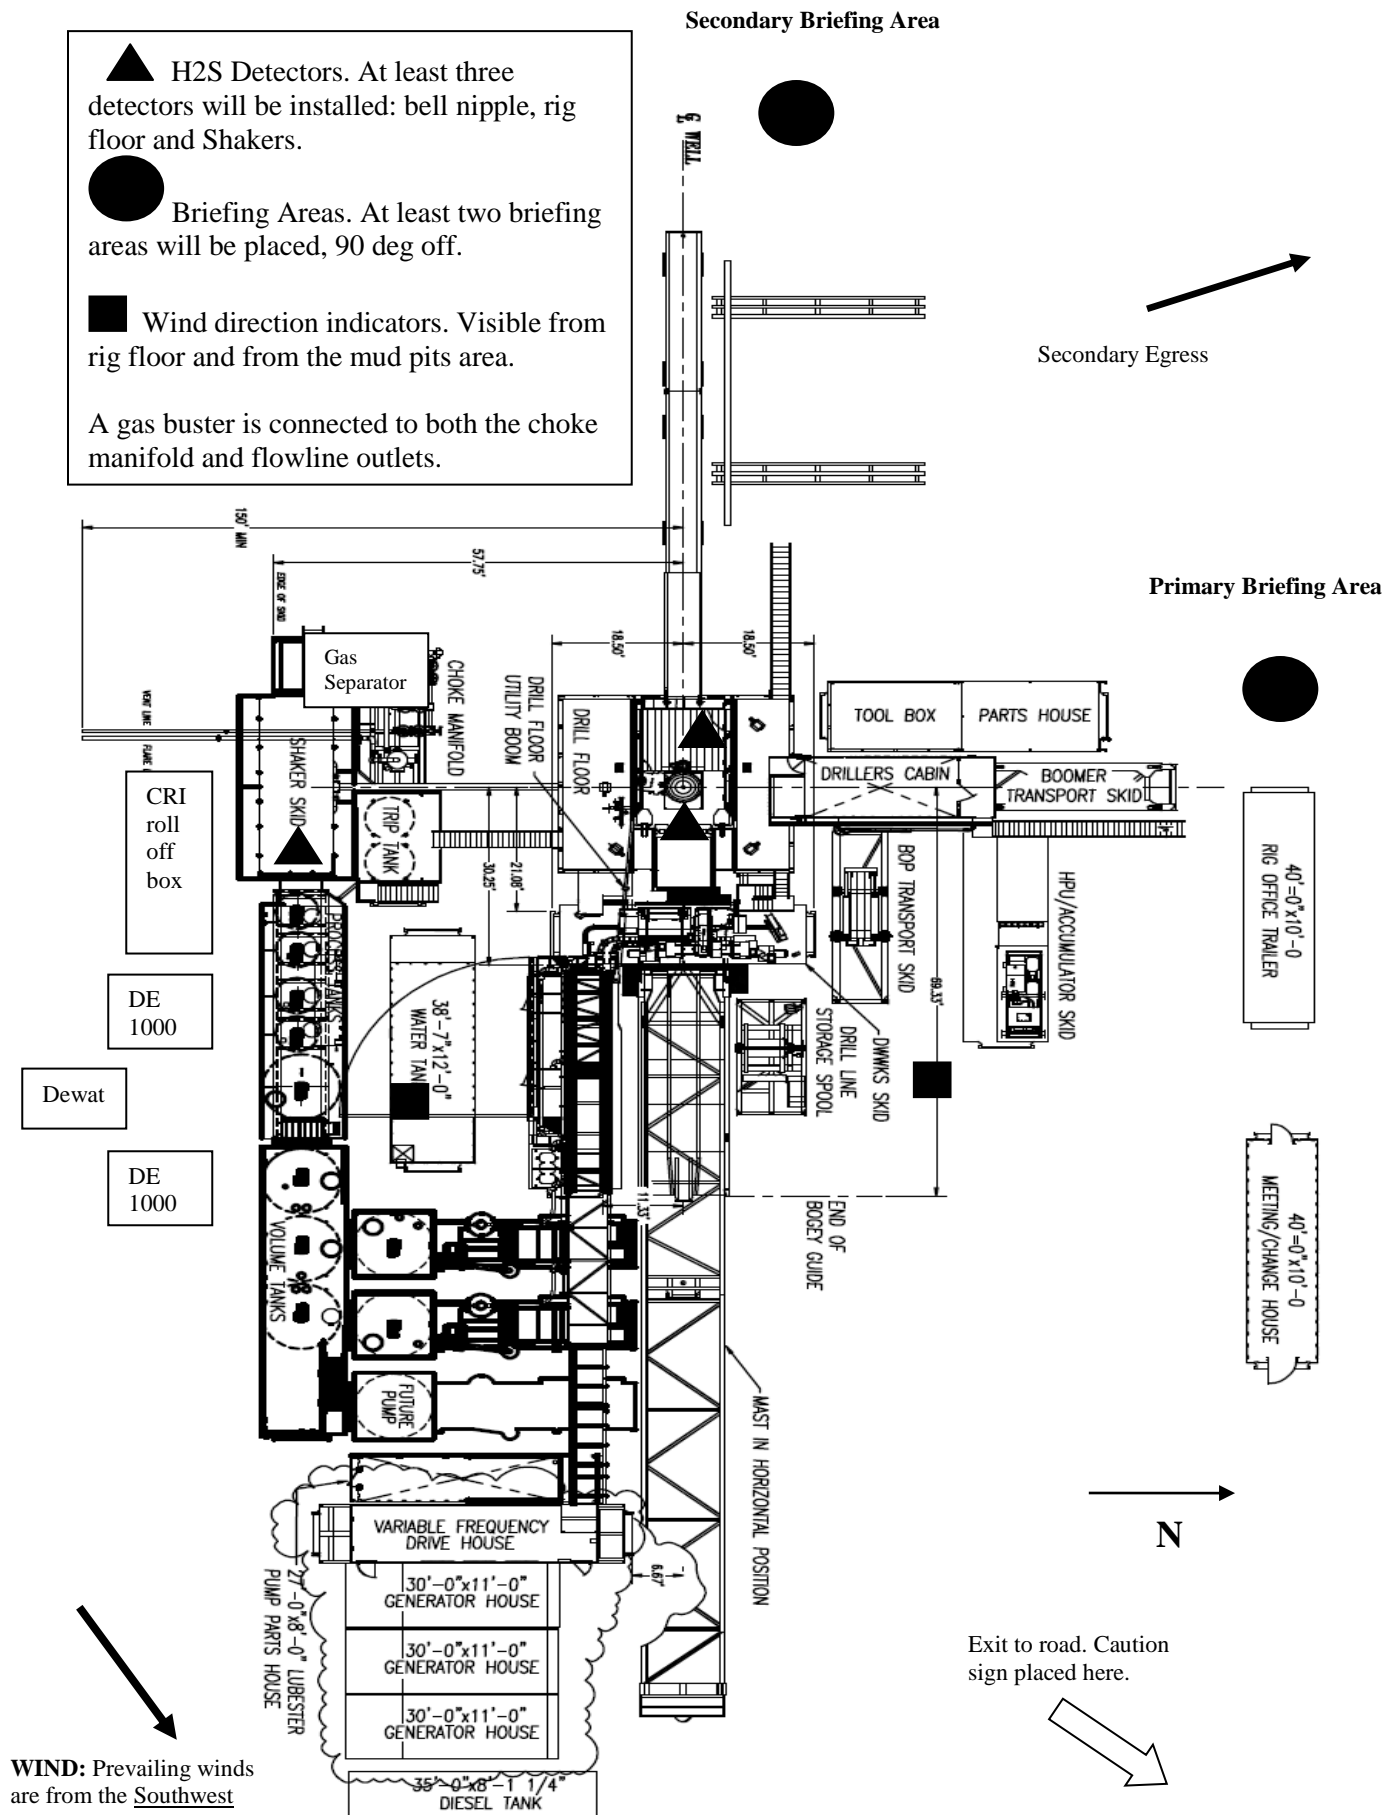 Secondary Briefing Area
H2S Detectors. At least three
detectors will be installed: bell nipple, rig
floor and Shakers.
Briefing Areas. At least two briefing
areas will be placed, 90 deg off.
Wind direction indicators. Visible from
rig floor and from the mud pits area.
A gas buster is connected to both the choke
manifold and flowline outlets.
℄ WELL
Secondary Egress
150' MIN
57.75'
EDGE OF SKID
Primary Briefing Area
18.50'
18.50'
Gas
Separator
CHOKE MANIFOLD
DRILL FLOOR
UTILITY BOOM
DRILL FLOOR
TOOL BOX
PARTS HOUSE
VENT LINE
FLARE
SHAKER SKID
DRILLERS CABIN
BOOMER
TRANSPORT SKID
CRI
roll
off
box
TRIP TANK
30.25'
21.08'
BOP TRANSPORT SKID
HPU/ACCUMULATOR SKID
40'=0"x10'-0
RIG OFFICE TRAILER
PROCESS TANKS
DE
1000
38'-7"x12'-0"
WATER TANK
69.33'
DWWKS SKID
DRILL LINE
STORAGE SPOOL
Dewat
DE
1000
VOLUME TANKS
11.33'
END OF
BOGEY GUIDE
40'=0"x10'-0
MEETING/CHANGE HOUSE
FUTURE
PUMP
MAST IN HORIZONTAL POSITION
N
VARIABLE FREQUENCY
DRIVE HOUSE
6.67'
27'-0"x8'-0" LUBESTER
PUMP PARTS HOUSE
30'-0"x11'-0"
GENERATOR HOUSE
30'-0"x11'-0"
GENERATOR HOUSE
30'-0"x11'-0"
GENERATOR HOUSE
Exit to road. Caution
sign placed here.
WIND: Prevailing winds
are from the Southwest
35'-0"x8'-1 1/4"
DIESEL TANK